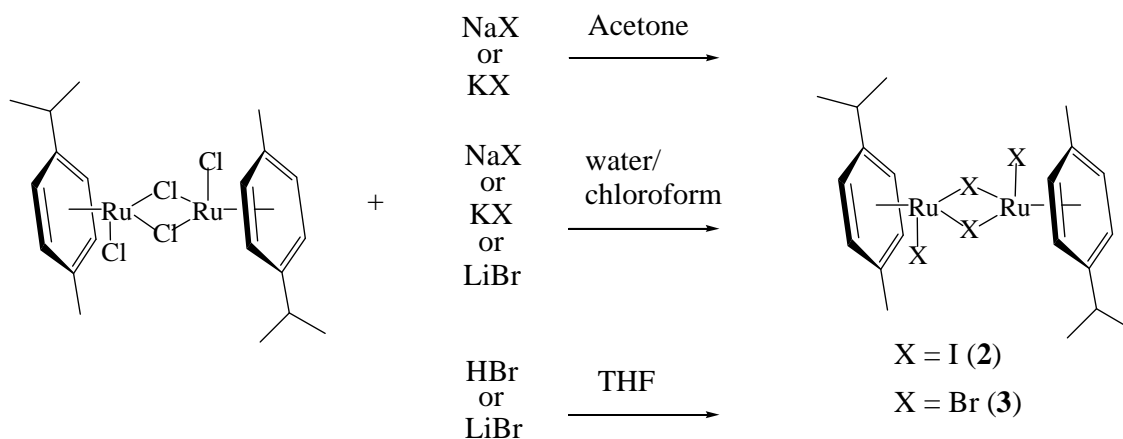 NaX
or
KX
Acetone
NaX
or
KX
or
LiBr
water/
chloroform
HBr
or
LiBr
THF
Cl
Cl
Ru
Ru
Cl
Cl
+
X
X
Ru
Ru
X
X
X = I (2)
X = Br (3)